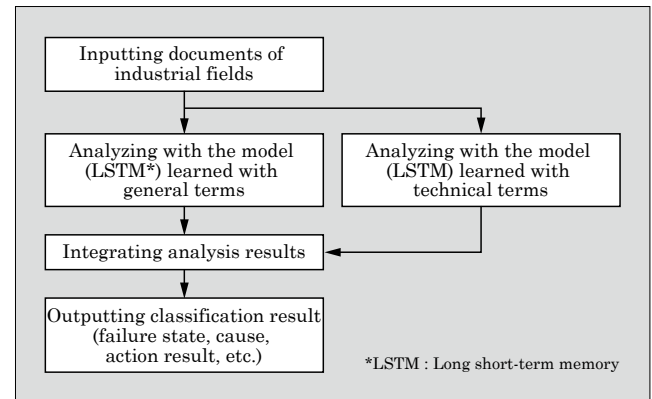 Inputting documents of
industrial fields
Analyzing with the model
(LSTM*) learned with
general terms
Analyzing with the model
(LSTM) learned with
technical terms
Integrating analysis results
Outputting classification result
(failure state, cause,
action result, etc.)
*LSTM : Long short-term memory